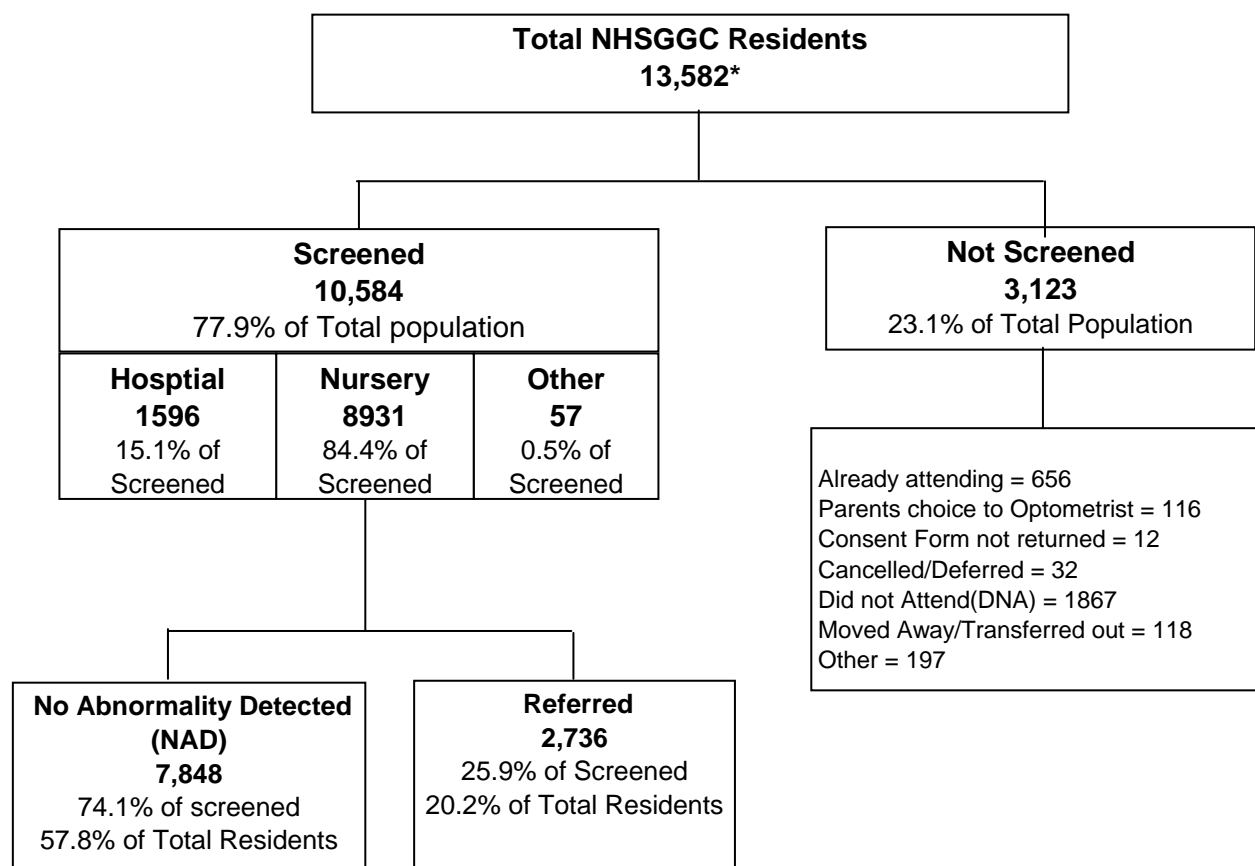 Total NHSGGC Residents
13,582*
Screened
10,584
77.9% of Total population
Not Screened
3,123
23.1% of Total Population
Hosptial
1596
15.1% of
Screened
Nursery
8931
84.4% of
Screened
Other
57
0.5% of
Screened
Already attending = 656
Parents choice to Optometrist = 116
Consent Form not returned = 12
Cancelled/Deferred = 32
Did not Attend(DNA) = 1867
Moved Away/Transferred out = 118
Other = 197
No Abnormality Detected
(NAD)
7,848
74.1% of screened
57.8% of Total Residents
Referred
2,736
25.9% of Screened
20.2% of Total Residents